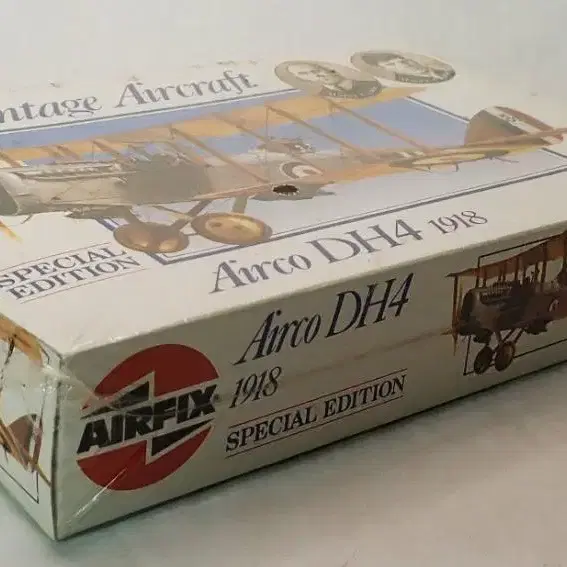 ntage Aircraft
SPECIAL
EDITION
Airco DH4 1918
AIRFIX
Airco DH4
1918
SPECIAL EDITION